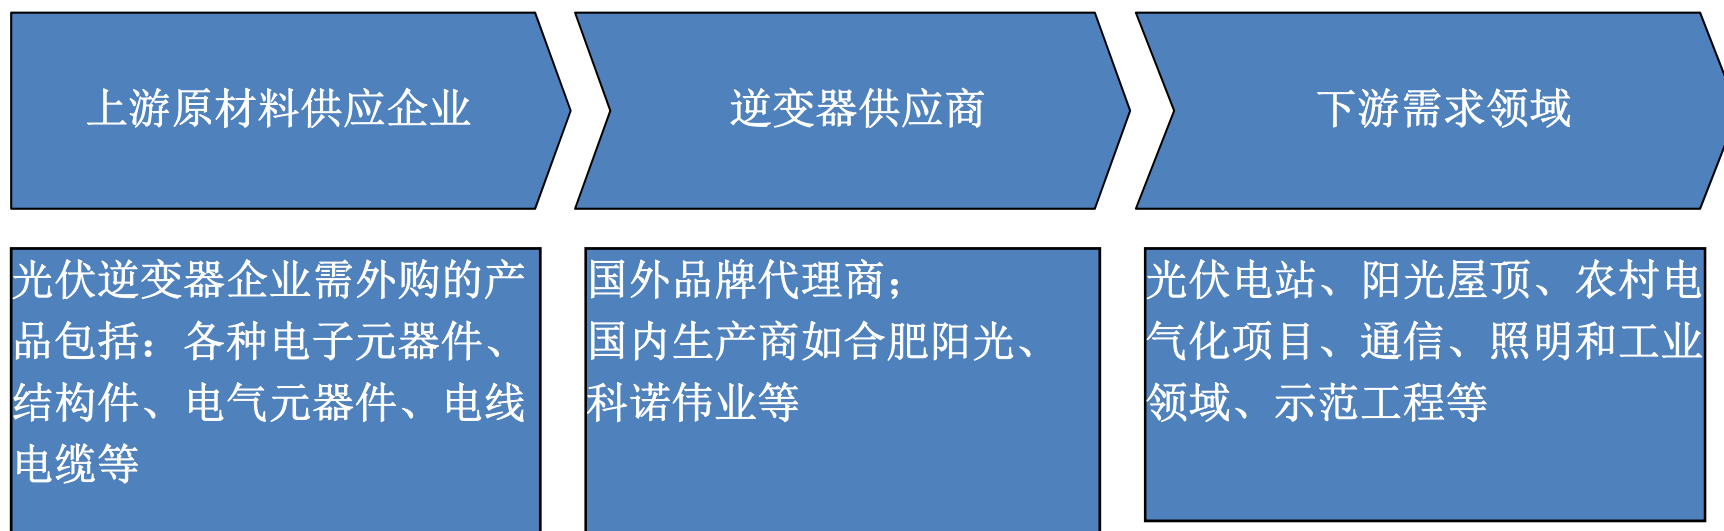 上游原材料供应企业
逆变器供应商
下游需求领域
光伏逆变器企业需外购的产
品包括：各种电子元器件、
结构件、电气元器件、电线
电缆等
国外品牌代理商；
国内生产商如合肥阳光、
科诺伟业等
光伏电站、阳光屋顶、农村电
气化项目、通信、照明和工业
领域、示范工程等